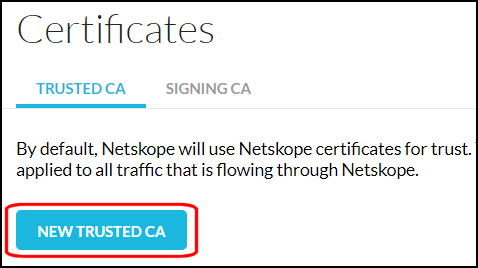 Certificates
TRUSTED CA SIGNING CA
By default, Netskope will use Netskope certificates for trust.
applied to all traffic that is flowing through Netskope.
NEW TRUSTED CA